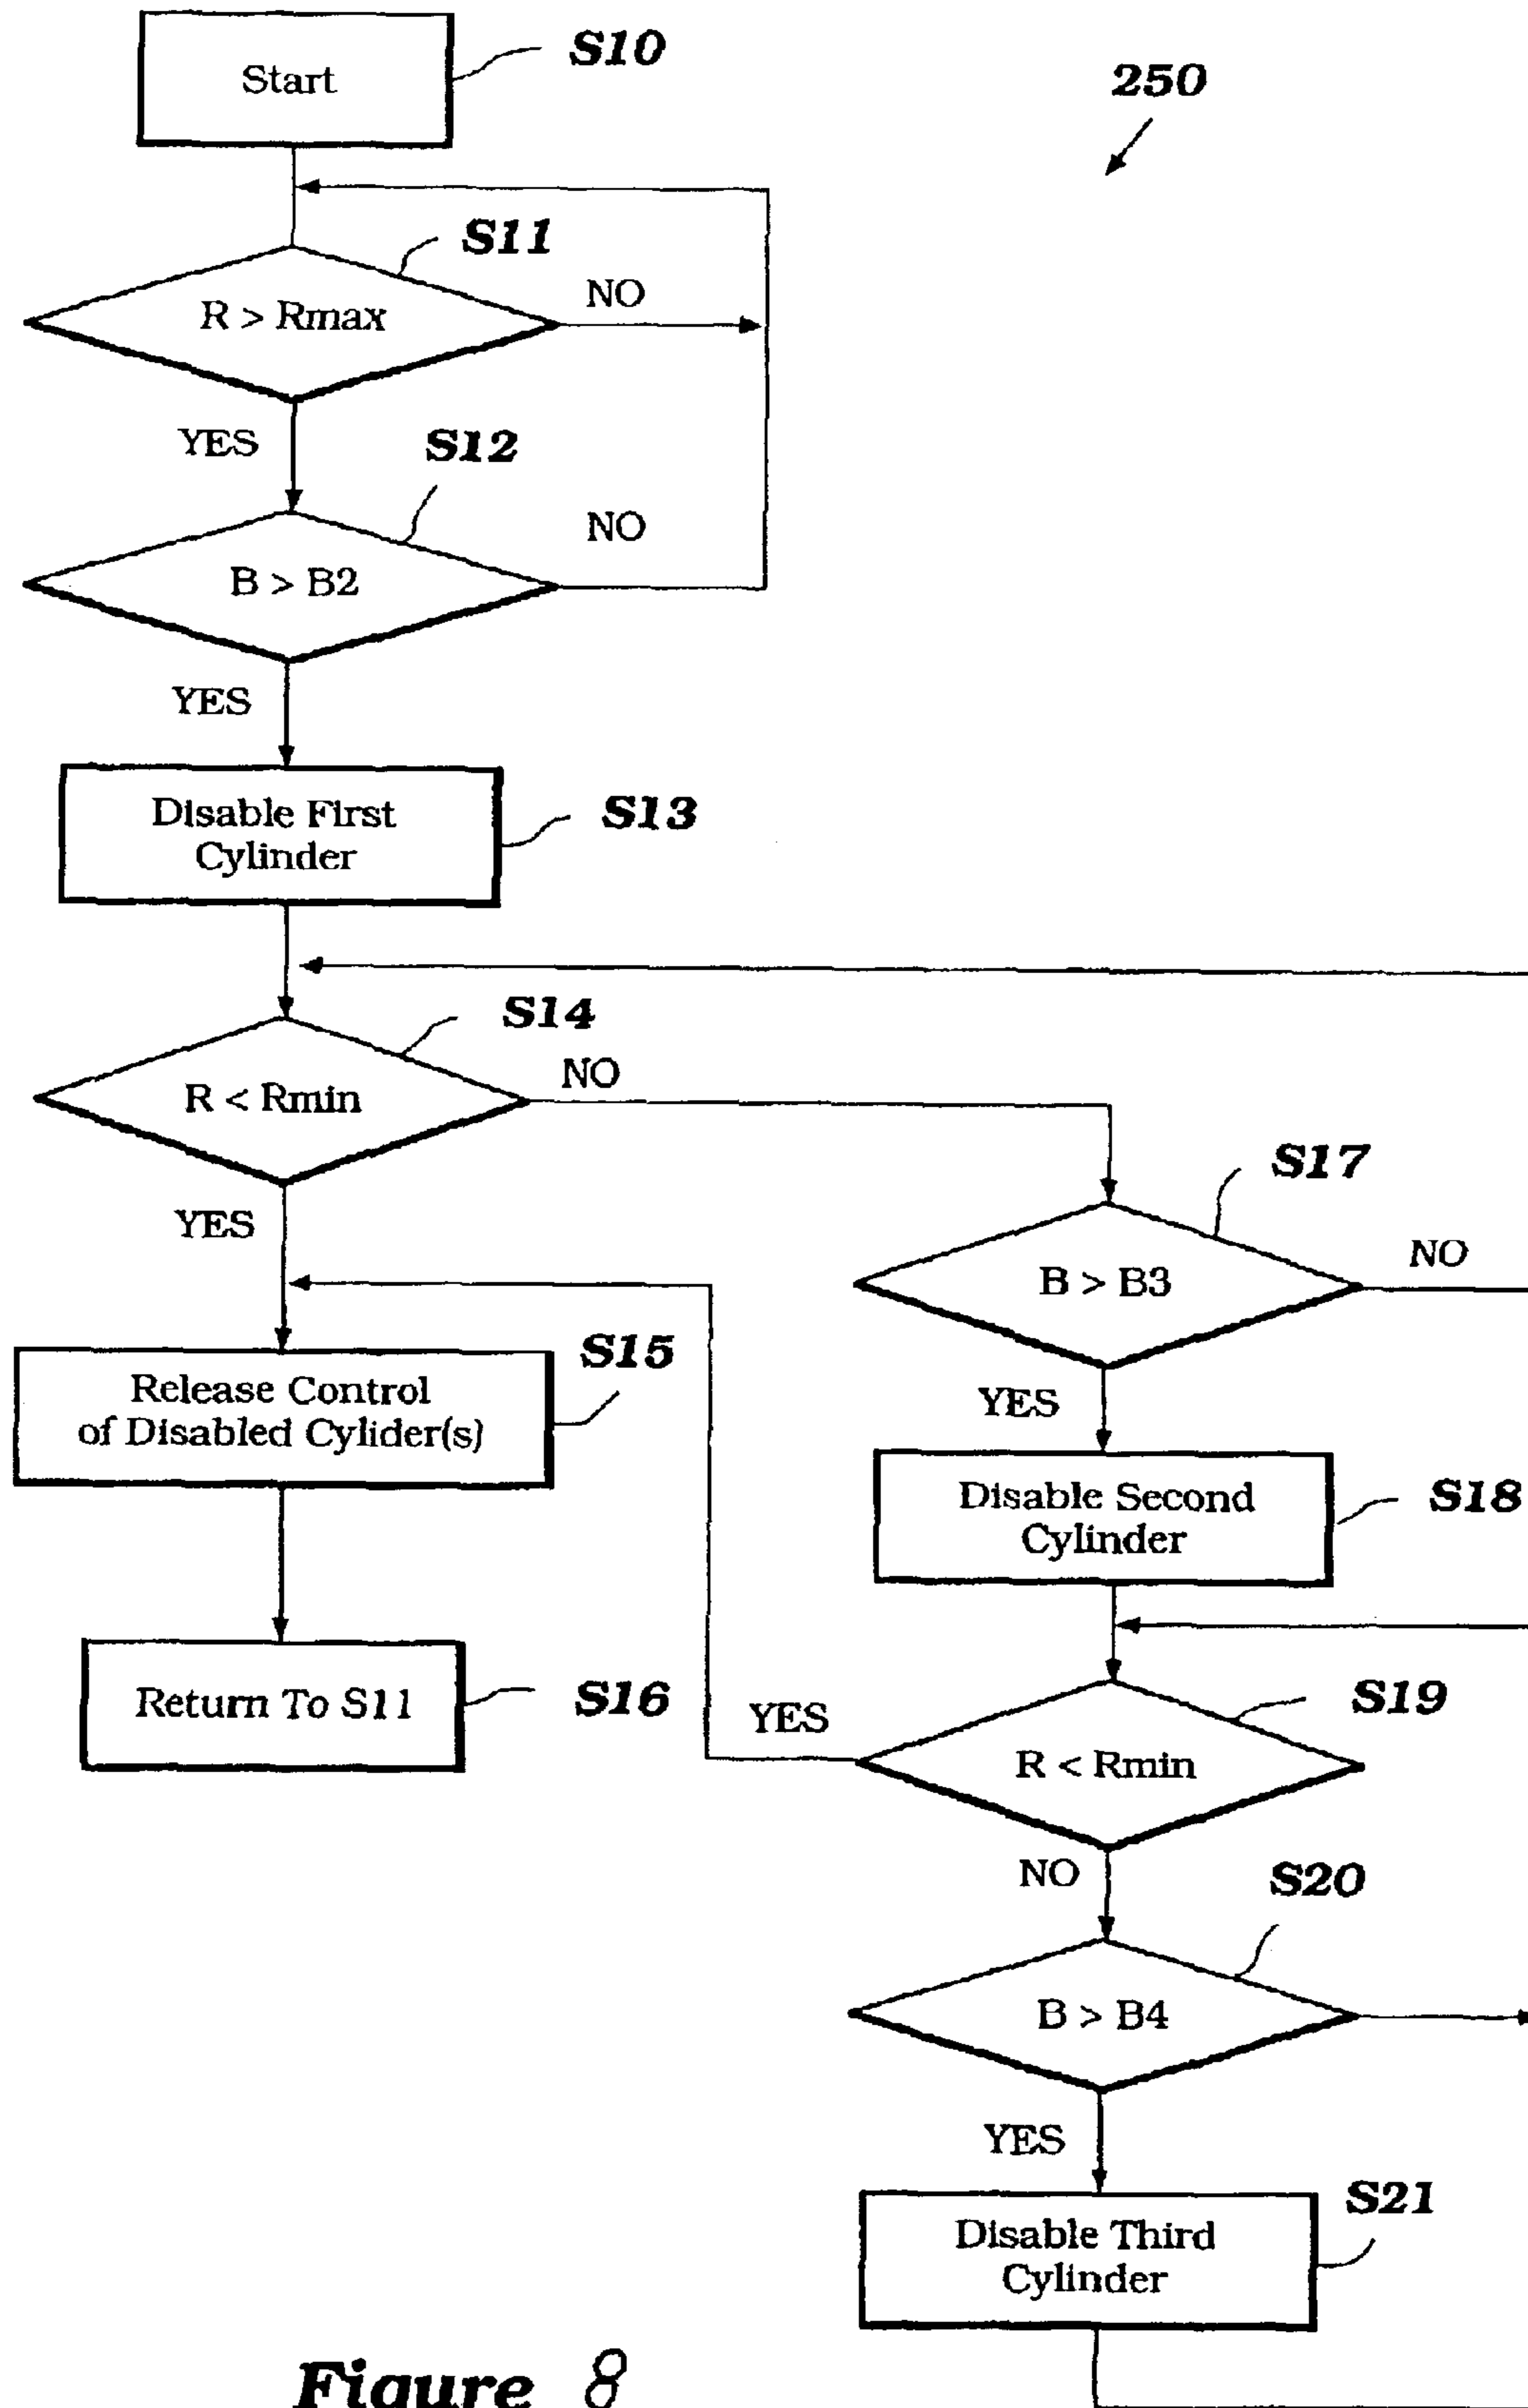 Start
S10
250
S11
R > Rmax
NO
YES
S12
B > B2
NO
YES
Disable First
Cylinder
S13
S14
R < Rmin
NO
YES
S17
B > B3
NO
YES
Release Control
of Disabled Cylider(s)
S15
Disable Second
Cylinder
S18
Return To S11
S16
S19
R < Rmin
YES
NO
S20
B > B4
YES
Disable Third
Cylinder
S21
Figure 8